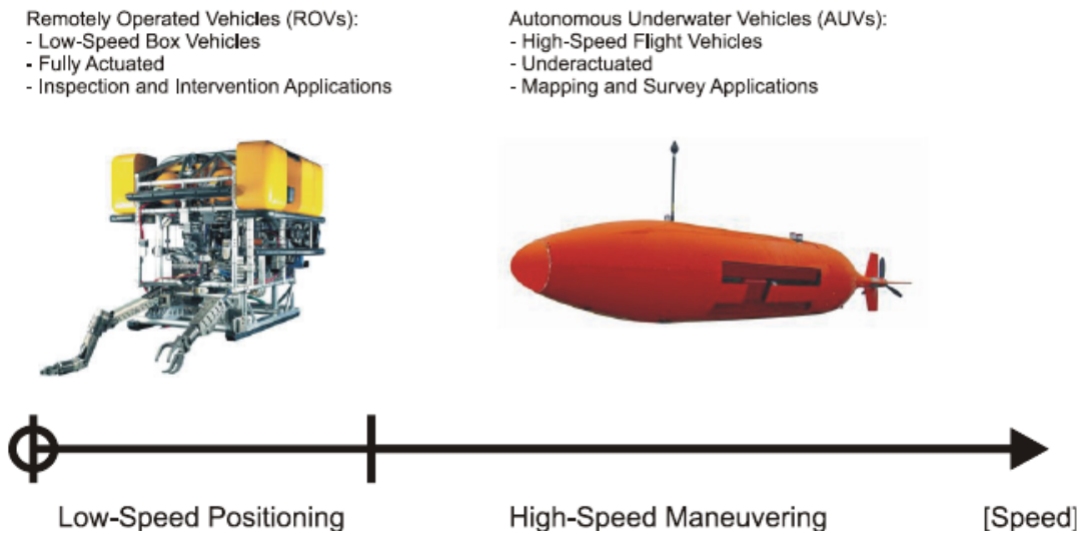 Remotely Operated Vehicles (ROVs):
- Low-Speed Box Vehicles
- Fully Actuated
- Inspection and Intervention Applications
Autonomous Underwater Vehicles (AUVs):
- High-Speed Flight Vehicles
- Underactuated
- Mapping and Survey Applications
Low-Speed Positioning
High-Speed Maneuvering
[Speed]